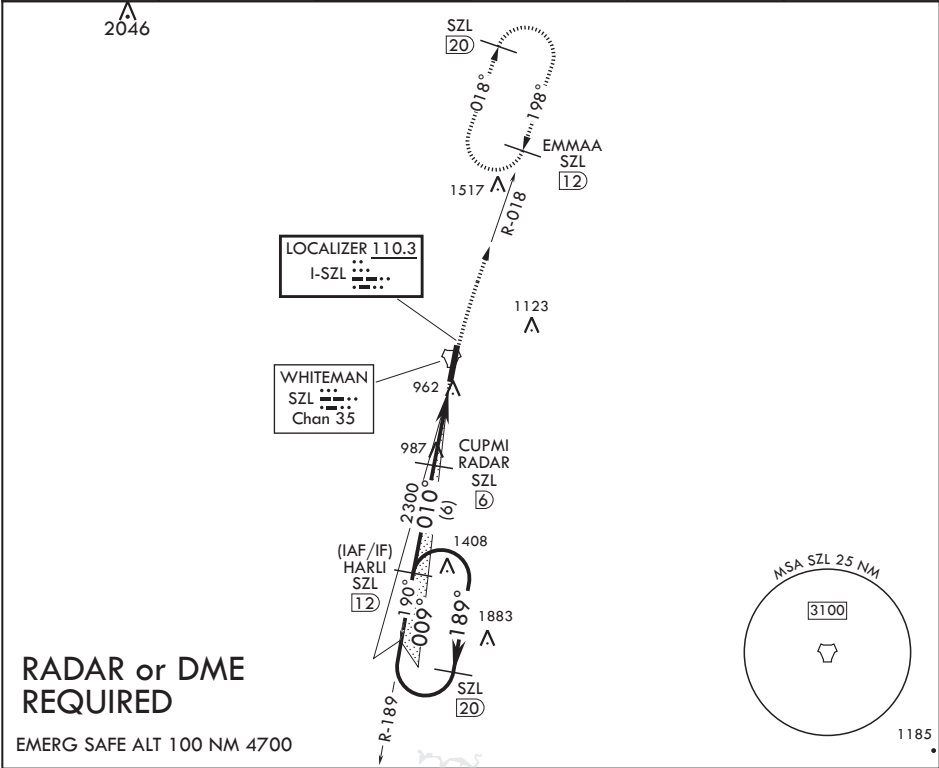 2046
SZL
20
018°
198°
EMMAA
SZL
12
1517
R-018
LOCALIZER 110.3
I-SZL
1123
WHITEMAN
SZL
Chan 35
962
987
CUPMI
RADAR
SZL
6
2300
010°
(6)
1408
(IAF/IF)
HARLI
SZL
12
190°
009°
189°
1883
SZL
20
R-189
MSA SZL 25 NM
3100
RADAR or DME
REQUIRED
EMERG SAFE ALT 100 NM 4700
1185